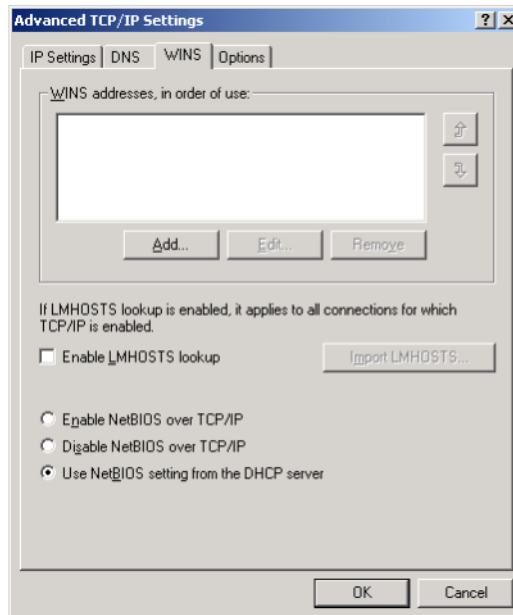 Advanced TCP/IP Settings
IP Settings DNS WINS Options
WINS addresses, in order of use:
Add... Edit... Remove
If LMHOSTS lookup is enabled, it applies to all connections for which
TCP/IP is enabled.
Enable LMHOSTS lookup Import LMHOSTS...
Enable NetBIOS over TCP/IP
Disable NetBIOS over TCP/IP
Use NetBIOS setting from the DHCP server
OK Cancel